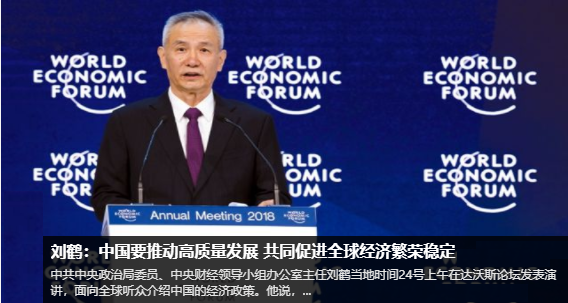 WORLD
ECONOMIC
FORUM
WORLD
ECONOMIC
FORUM
WORLD
ECONOMIC
FORUM
WORLD
ECONOMIC
FORUM
WORLD
ECONOMIC
FORUM
WORLD
ECONOMIC
FORUM
WORLD
ECONOMIC
FORUM
Annual Meeting 2018
刘鹤：中国要推动高质量发展 共同促进全球经济繁荣稳定
中共中央政治局委员、中央财经领导小组办公室主任刘鹤当地时间24号上午在达沃斯论坛发表演
讲，面向全球听众介绍中国的经济政策。他说，...